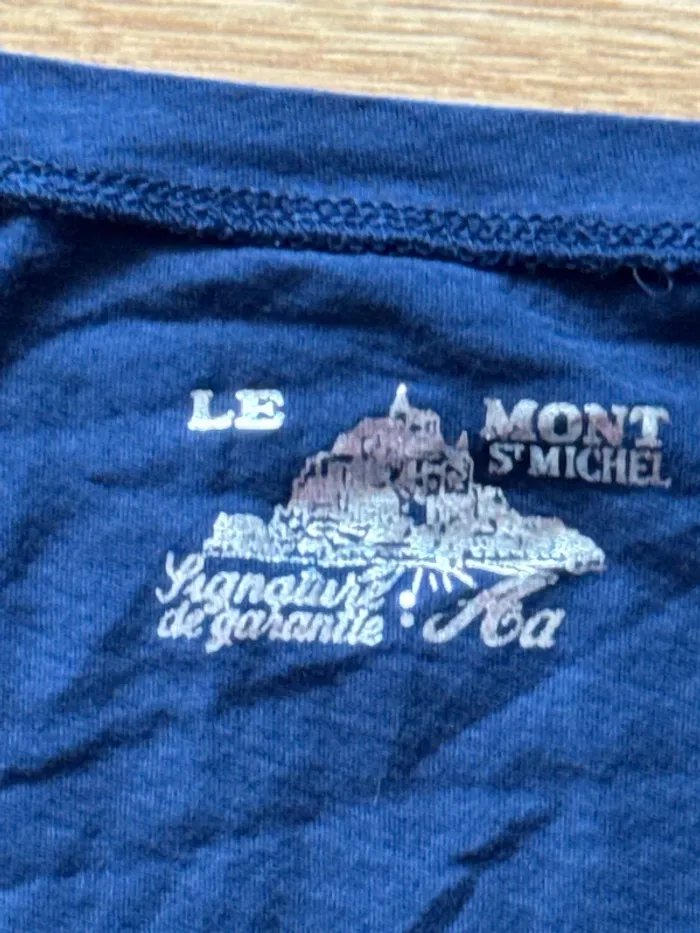 LE MONT
ST MICHEL
Signature
de garantie :